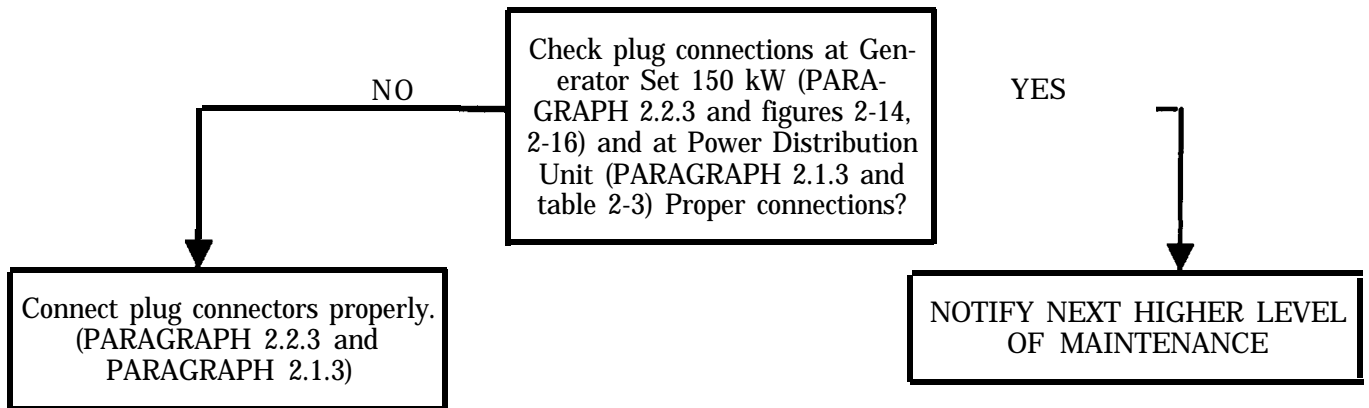 Check plug connections at Gen-
erator Set 150 kW (PARA-
GRAPH 2.2.3 and figures 2-14,
2-16) and at Power Distribution
Unit (PARAGRAPH 2.1.3 and
table 2-3) Proper connections?
NO
YES
Connect plug connectors properly.
(PARAGRAPH 2.2.3 and
PARAGRAPH 2.1.3)
NOTIFY NEXT HIGHER LEVEL
OF MAINTENANCE